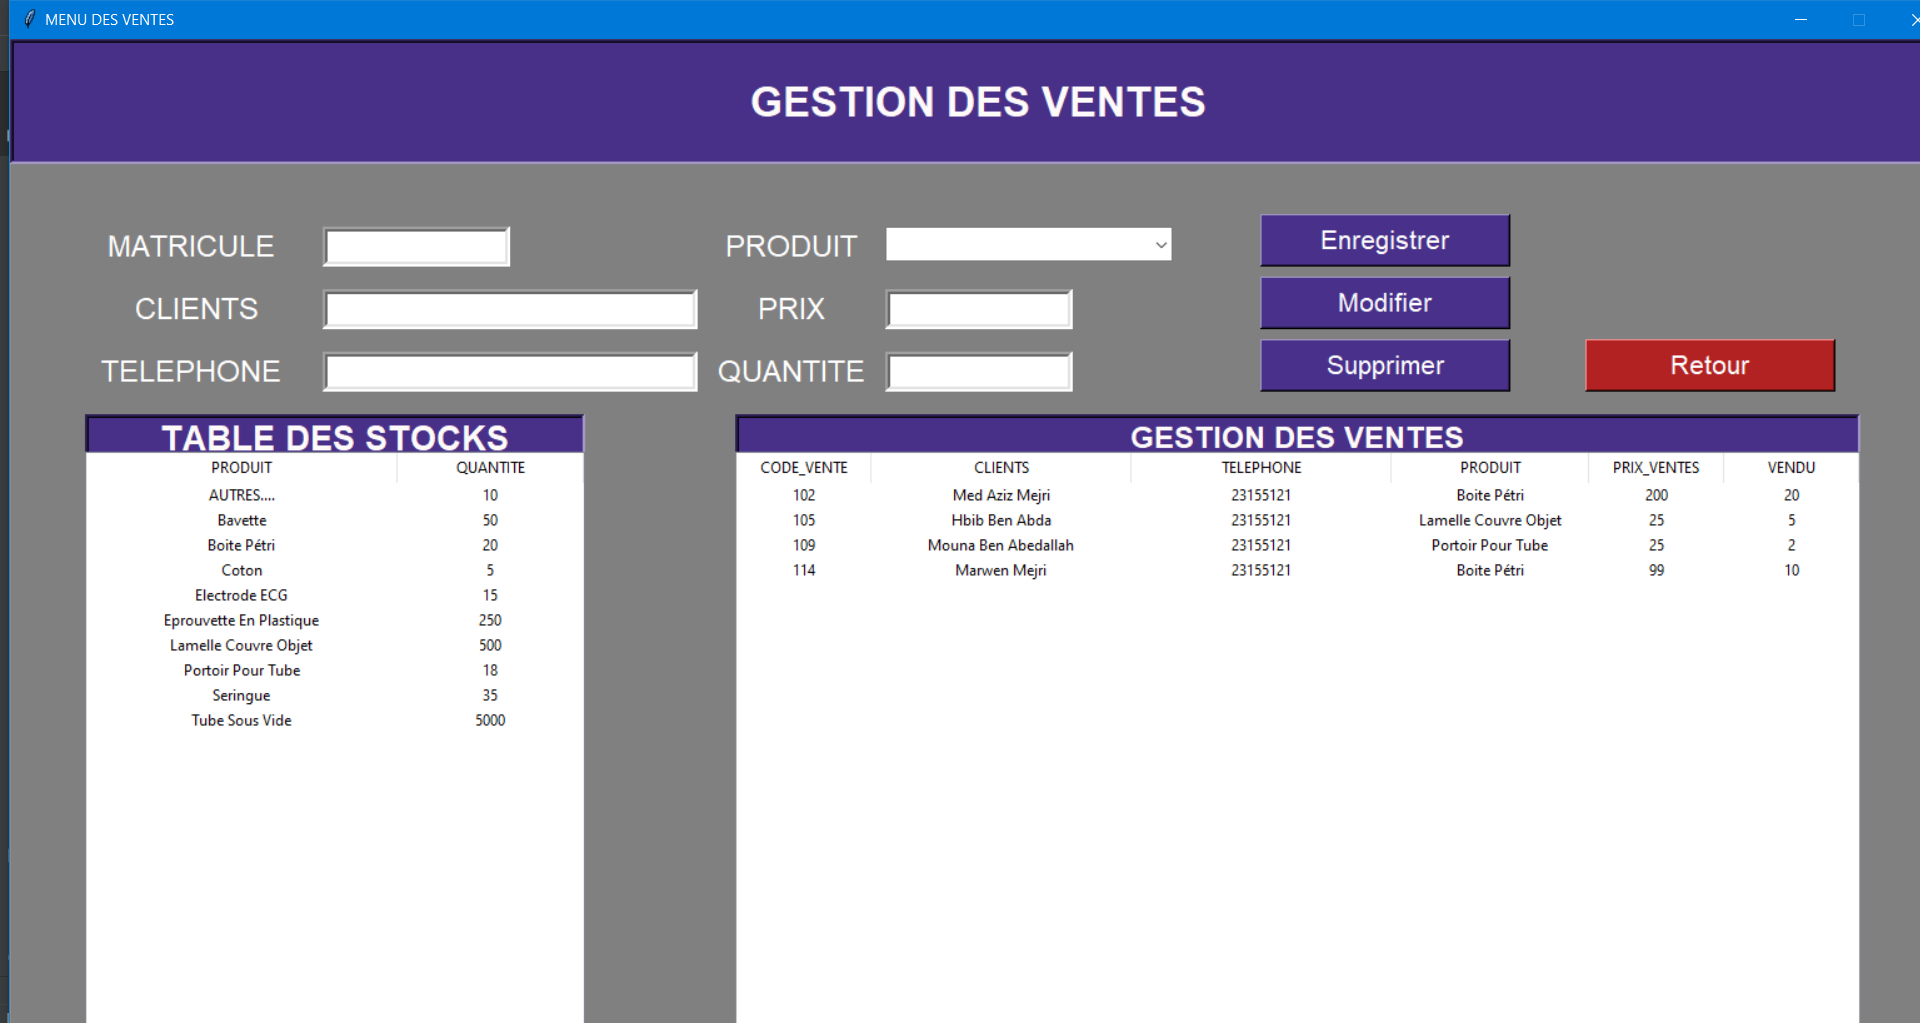 MENU DES VENTES
GESTION DES VENTES
MATRICULE PRODUIT Enregistrer
CLIENTS PRIX Modifier
TELEPHONE QUANTITE Supprimer Retour
TABLE DES STOCKS
PRODUIT QUANTITE
AUTRES.... 10
Bavette 50
Boite Pétri 20
Coton 5
Electrode ECG 15
Eprouvette En Plastique 250
Lamelle Couvre Objet 500
Portoir Pour Tube 18
Seringue 35
Tube Sous Vide 5000
GESTION DES VENTES
CODE_VENTE CLIENTS TELEPHONE PRODUIT PRIX_VENTES VENDU
102 Med Aziz Mejri 23155121 Boite Pétri 200 20
105 Hbib Ben Abda 23155121 Lamelle Couvre Objet 25 5
109 Mouna Ben Abedallah 23155121 Portoir Pour Tube 25 2
114 Marwen Mejri 23155121 Boite Pétri 99 10